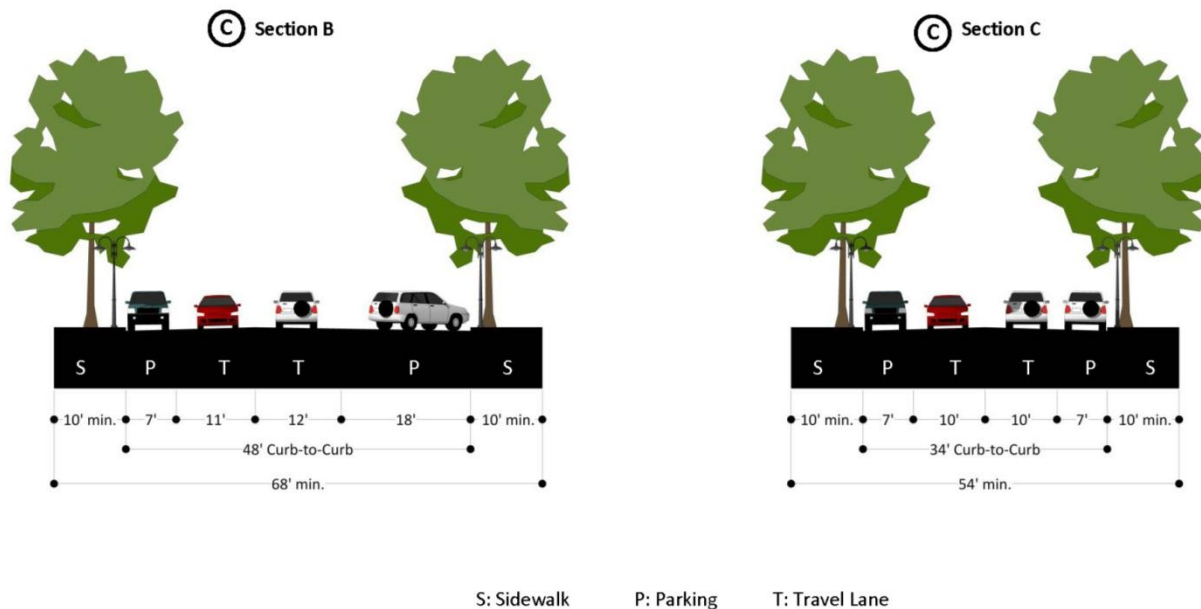 C Section B
C Section C
S P T T P S
S P T T P S
10' min. 7' 11' 12' 18' 10' min.
10' min. 7' 10' 10' 7' 10' min.
48' Curb-to-Curb
34' Curb-to-Curb
68' min.
54' min.
S: Sidewalk P: Parking T: Travel Lane